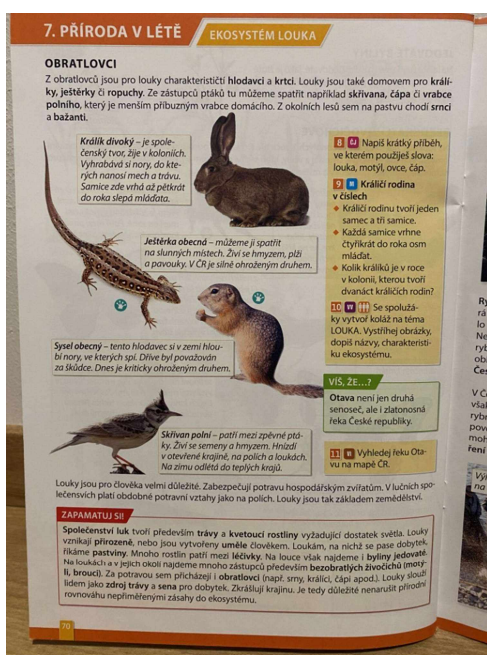 7. PŘÍRODA V LÉTĚ
EKOSYSTÉM LOUKA
OBRATLOVCI
Z obratlovců jsou pro louky charakterističtí hlodavci a krtci. Louky jsou také domovem pro králí-
ky, ještěrky či ropuchy. Ze zástupců ptáků tu můžeme spatřit například skřivana, čápa či vrabce
polního, který je menším příbuzným vrabce domácího. Z okolních lesů sem na pastvu chodí srnci
a bažanti.
Králík divoký – je spole-
čenský tvor, žije v koloniích.
Vyhrabává si nory, do kte-
rých nanosí mech a trávu.
Samice zde vrhá až pětkrát
do roka slepá mláďata.
Ještěrka obecná – můžeme ji spatřit
na slunných místech. Živí se hmyzem, plži
a pavouky. V ČR je silně ohroženým druhem.
Sysel obecný – tento hlodavec si v zemi hlou-
bí nory, ve kterých spí. Dříve byl považován
za škůdce. Dnes je kriticky ohroženým druhem.
Skřivan polní – patří mezi zpěvné ptá-
ky. Živí se semeny a hmyzem. Hnízdí
v otevřené krajině, na polích a loukách.
Na zimu odlétá do teplých krajů.
8 ČJ Napiš krátký příběh,
ve kterém použiješ slova:
louka, motýl, ovce, čáp.
9 M Králičí rodina
v číslech
Králičí rodinu tvoří jeden
samec a tři samice.
Každá samice vrhne
čtyřikrát do roka osm
mláďat.
Kolik králíků je v roce
v kolonii, kterou tvoří
dvanáct králičích rodin?
10 VV Se spolužá-
ky vytvoř koláž na téma
LOUKA. Vystříhej obrázky,
dopiš názvy, charakteristi-
ku ekosystému.
VÍŠ, ŽE...?
Otava není jen druhá
senoseč, ale i zlatonosná
řeka České republiky.
11 VL Vyhledej řeku Ota-
vu na mapě ČR.
Louky jsou pro člověka velmi důležité. Zabezpečují potravu hospodářským zvířatům. V lučních spo-
lečenstvech platí obdobné potravní vztahy jako na polích. Louky jsou tak základem zemědělství.
ZAPAMATUJ SI!
Společenství luk tvoří především trávy a kvetoucí rostliny vyžadující dostatek světla. Louky
vznikají přirozeně, nebo jsou vytvořeny uměle člověkem. Loukám, na nichž se pase dobytek,
říkáme pastviny. Mnoho rostlin patří mezi léčivky. Na louce však najdeme i byliny jedovaté.
Na loukách a v jejich okolí najdeme mnoho zástupců především bezobratlých živočichů (motý-
li, brouci). Za potravou sem přicházejí i obratlovci (např. srny, králíci, čápi apod.). Louky slouží
lidem jako zdroj trávy a sena pro dobytek. Zkrášlují krajinu. Je tedy důležité nenarušit přírodní
rovnováhu nepřiměřenými zásahy do ekosystému.
70